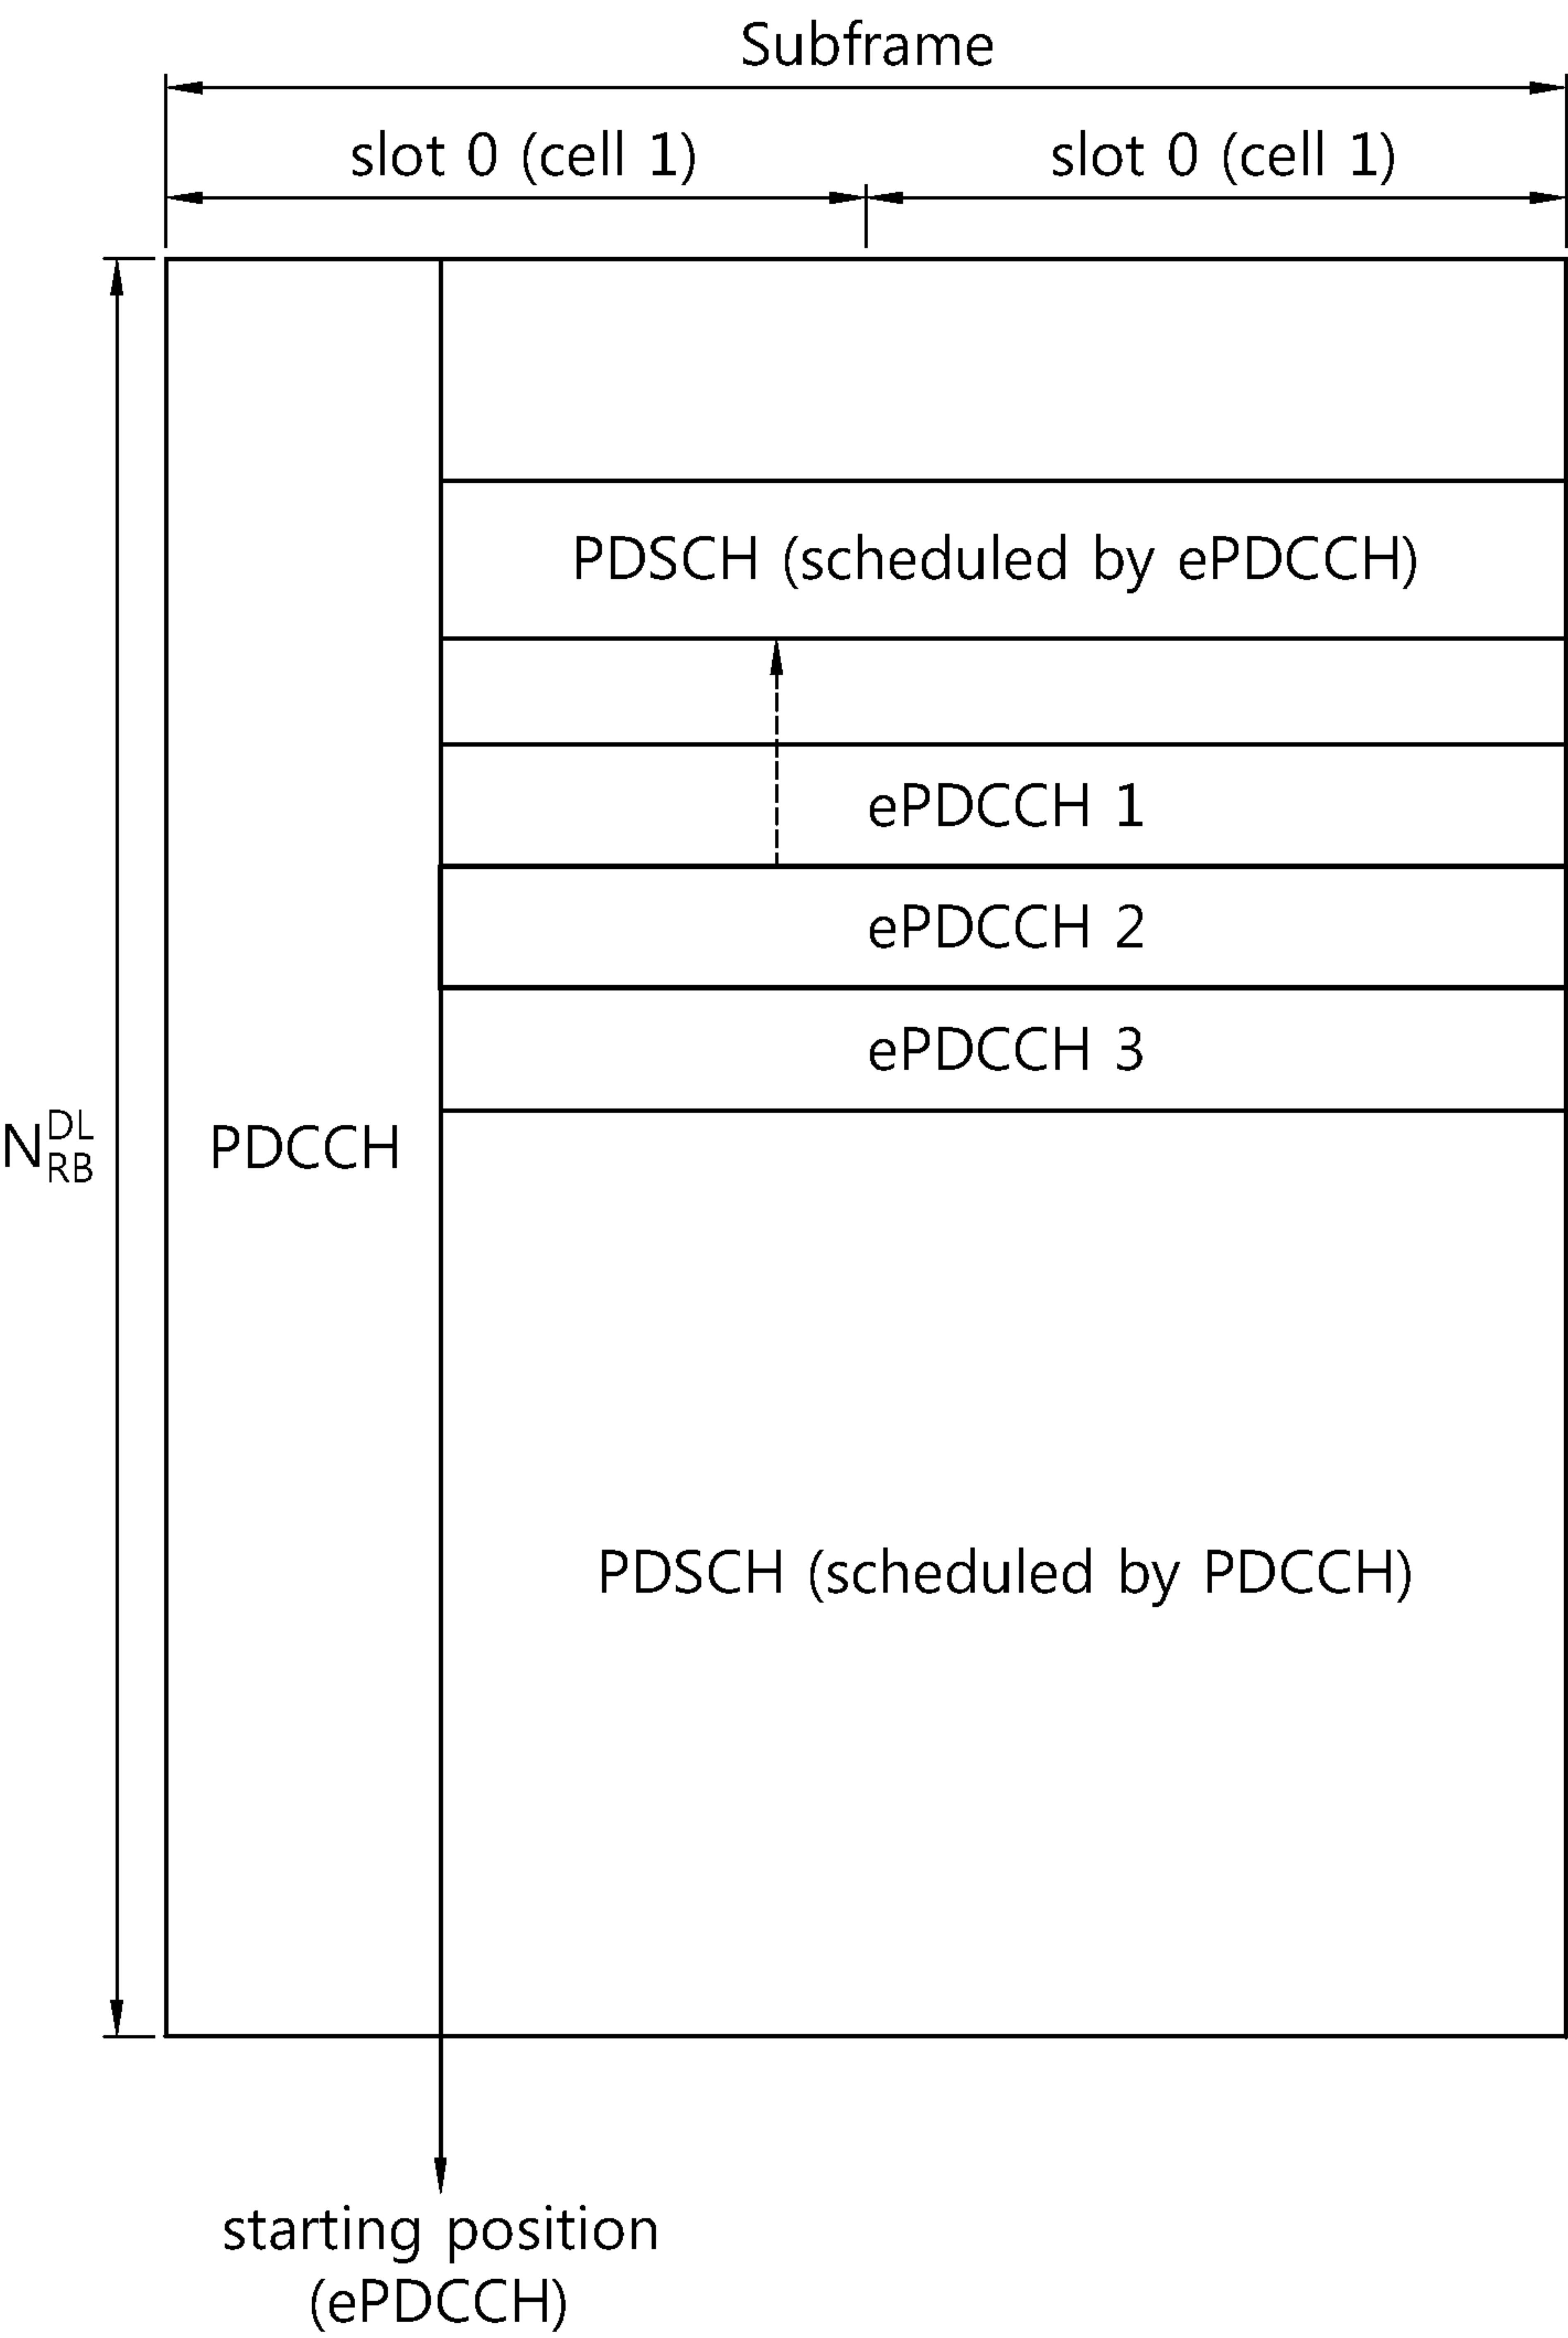 Subframe
slot 0 (cell 1) slot 0 (cell 1)
PDSCH (scheduled by ePDCCH)
ePDCCH 1
ePDCCH 2
ePDCCH 3
N DL RB
PDCCH
PDSCH (scheduled by PDCCH)
starting position
(ePDCCH)